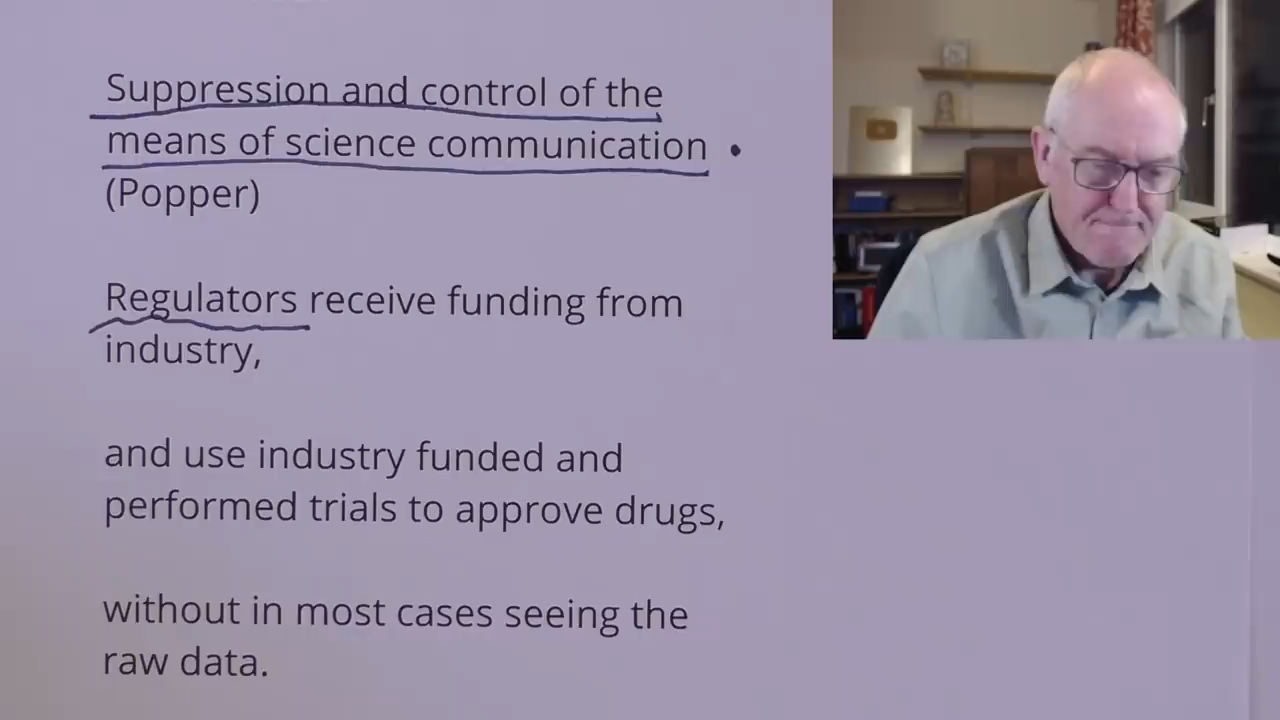 Suppression and control of the
means of science communication
(Popper)
Regulators receive funding from
industry,
and use industry funded and
performed trials to approve drugs,
without in most cases seeing the
raw data.